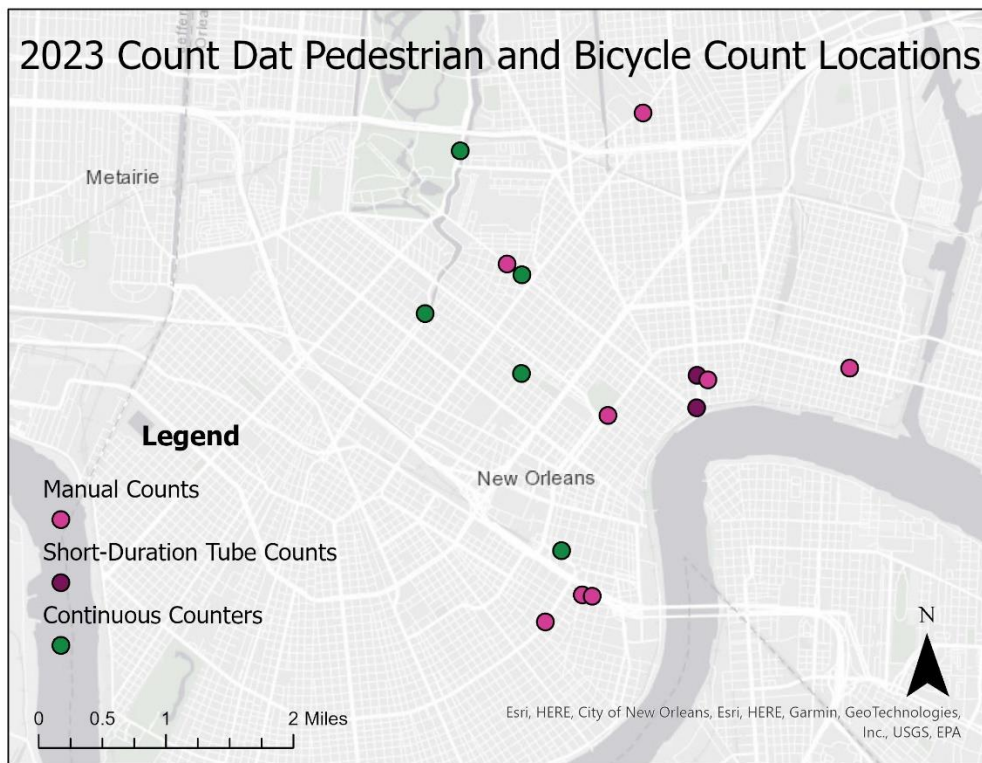 2023 Count Dat Pedestrian and Bicycle Count Locations
Metairie
New Orleans
Legend
Manual Counts
Short-Duration Tube Counts
Continuous Counters
0 0.5 1 2 Miles
N
Esri, HERE, City of New Orleans, Esri, HERE, Garmin, GeoTechnologies,
Inc., USGS, EPA